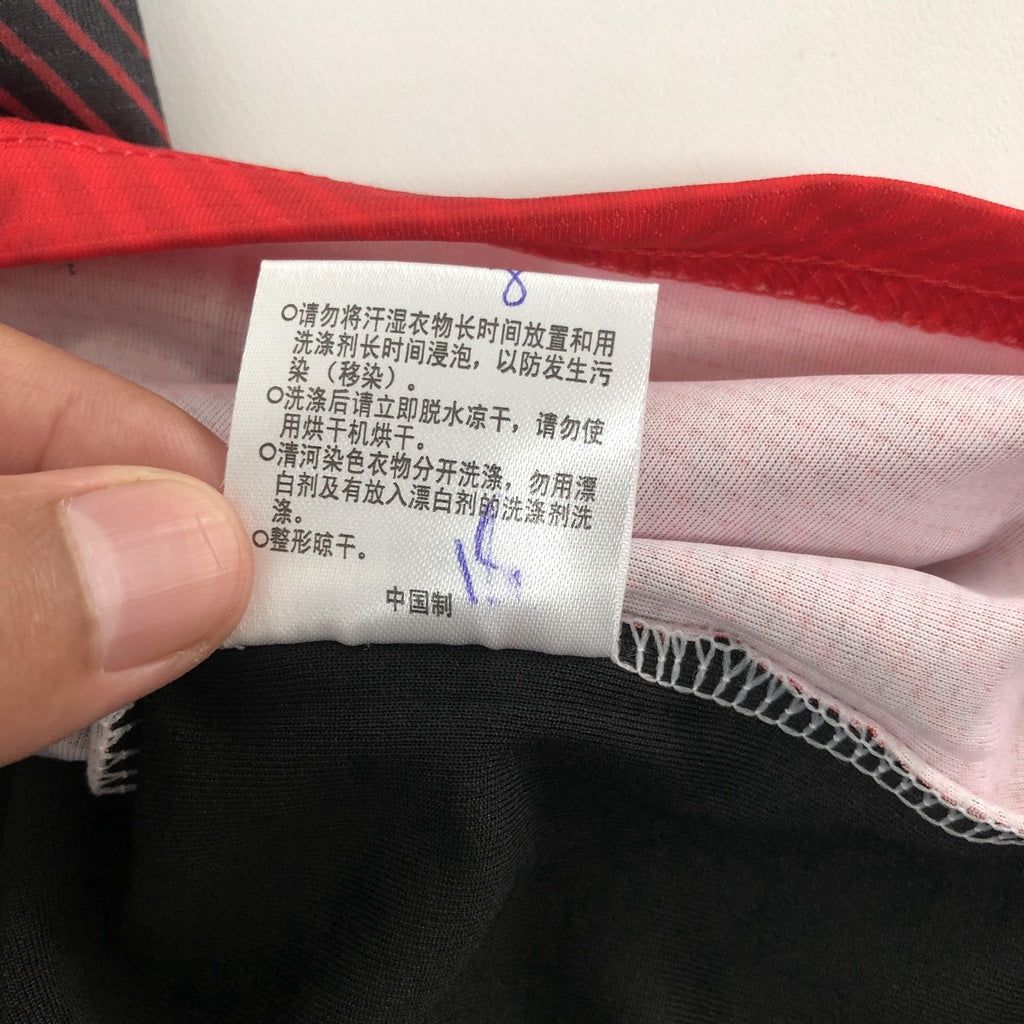 ○请勿将汗湿衣物长时间放置和用
洗涤剂长时间浸泡，以防发生污
染（移染）。
○洗涤后请立即脱水凉干，请勿使
用烘干机烘干。
○清河染色衣物分开洗涤，勿用漂
白剂及有放入漂白剂的洗涤剂洗
涤。
○整形晾干。
中国制